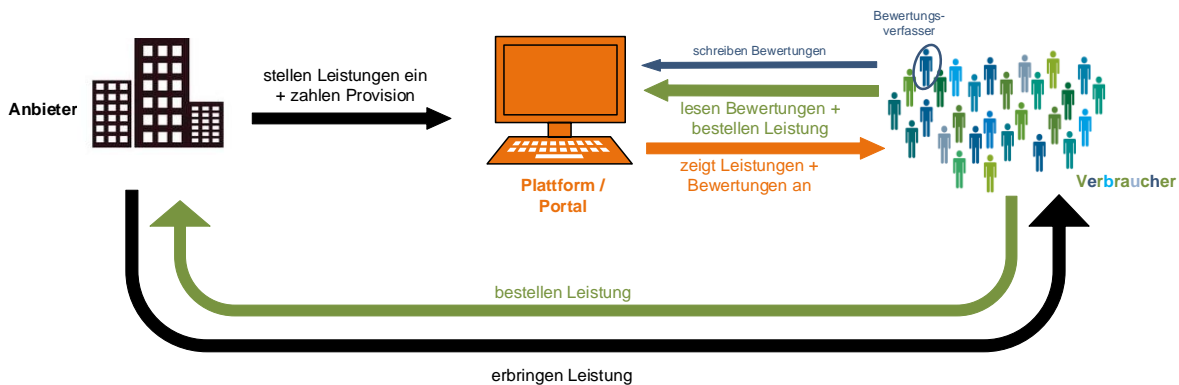 Bewertungs-
verfasser
schreiben Bewertungen
stellen Leistungen ein
+ zahlen Provision
Anbieter
lesen Bewertungen +
bestellen Leistung
zeigt Leistungen +
Bewertungen an
Plattform /
Portal
Verbraucher
bestellen Leistung
erbringen Leistung